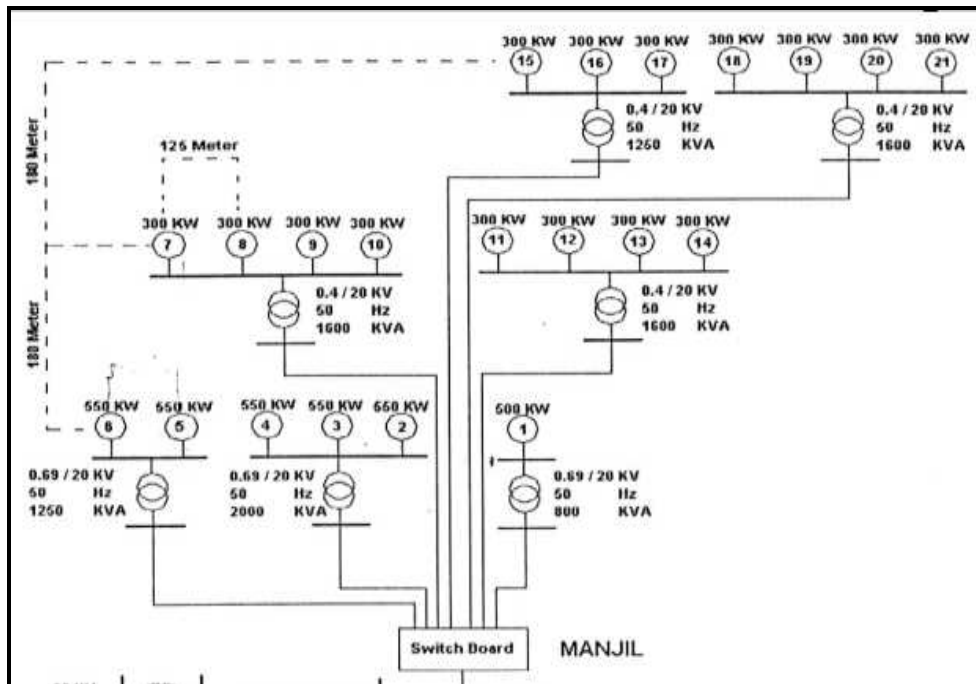 300 KW 300 KW 300 KW 300 KW 300 KW 300 KW 300 KW
15 16 17 18 19 20 21
0.4 / 20 KV
50 Hz
1250 KVA
0.4 / 20 KV
50 Hz
1600 KVA
180 Meter
125 Meter
300 KW 300 KW 300 KW 300 KW
7 8 9 10
0.4 / 20 KV
50 Hz
1600 KVA
300 KW 300 KW 300 KW 300 KW
11 12 13 14
0.4 / 20 KV
50 Hz
1600 KVA
180 Meter
550 KW 550 KW 550 KW 550 KW 550 KW
6 5 4 3 2
500 KW
1
0.69 / 20 KV
50 Hz
1250 KVA
0.69 / 20 KV
50 Hz
2000 KVA
0.69 / 20 KV
50 Hz
800 KVA
Switch Board
MANJIL